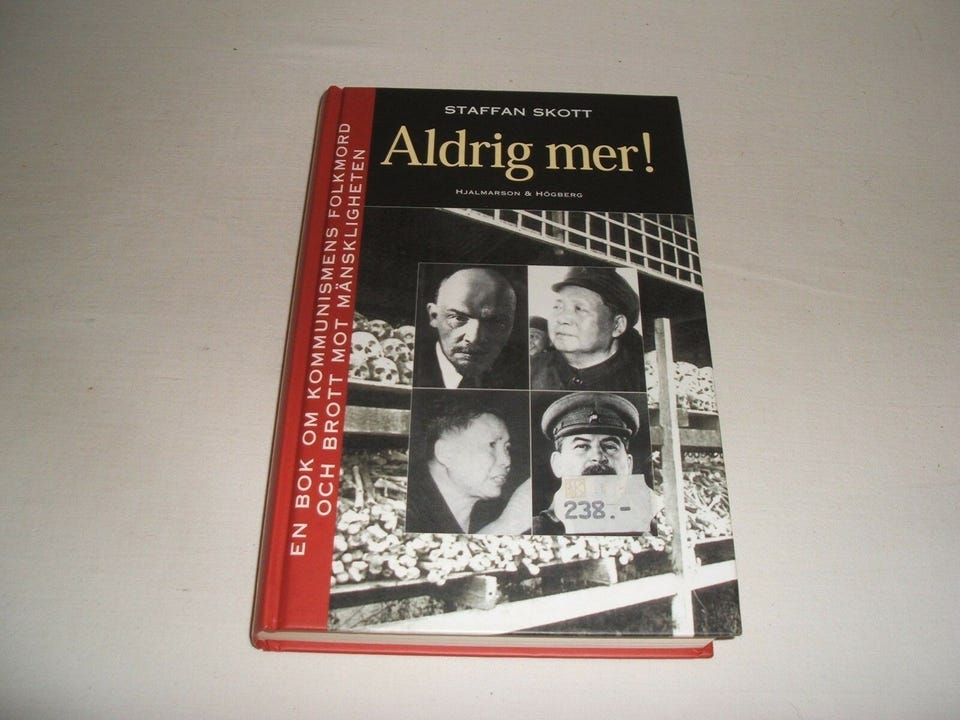 STAFFAN SKOTT
Aldrig mer!
HJALMARSON & HÖGBERG
EN BOK OM KOMMUNISMENS FOLKMORD
OCH BROTT MOT MÄNSKLIGHETEN
238.-